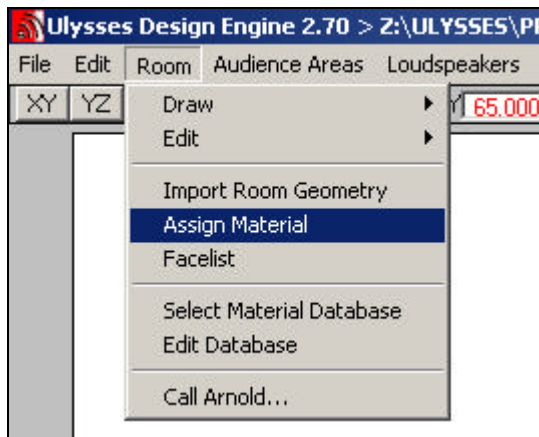 Ulysses Design Engine 2.70 > Z:\ULYSSES\P
File Edit Room Audience Areas Loudspeakers
XY YZ 65.000
Draw
Edit
Import Room Geometry
Assign Material
Facelist
Select Material Database
Edit Database
Call Arnold...